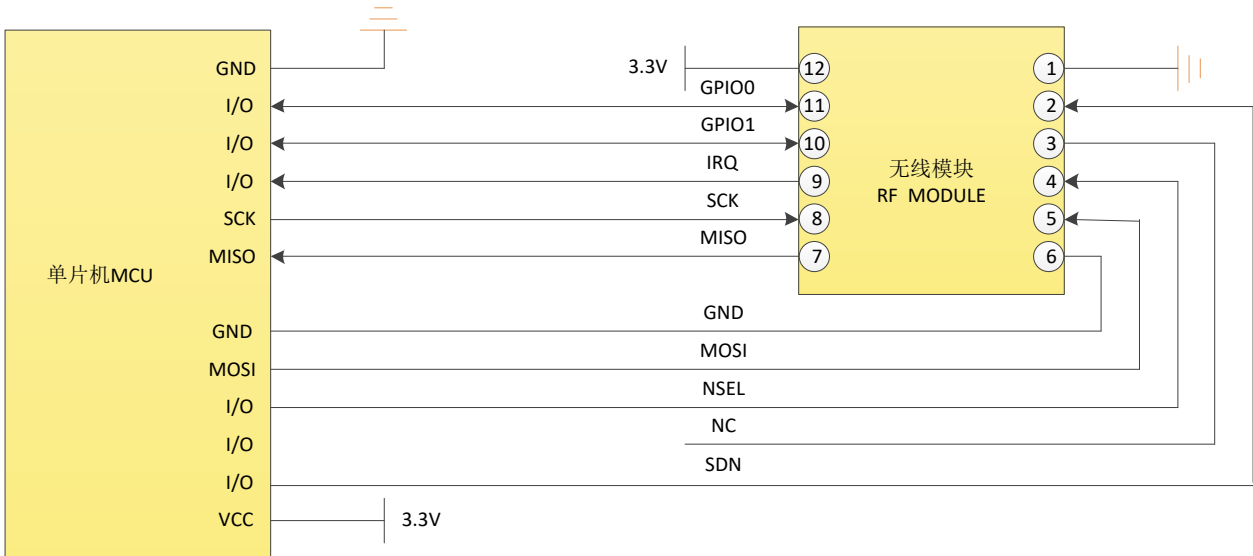 GND
I/O
I/O
I/O
SCK
MISO
单片机MCU
GND
MOSI
I/O
I/O
I/O
VCC
3.3V
3.3V
GPIO0
GPIO1
IRQ
SCK
MISO
GND
MOSI
NSEL
NC
SDN
12
11
10
9
8
7
无线模块
RF MODULE
1
2
3
4
5
6